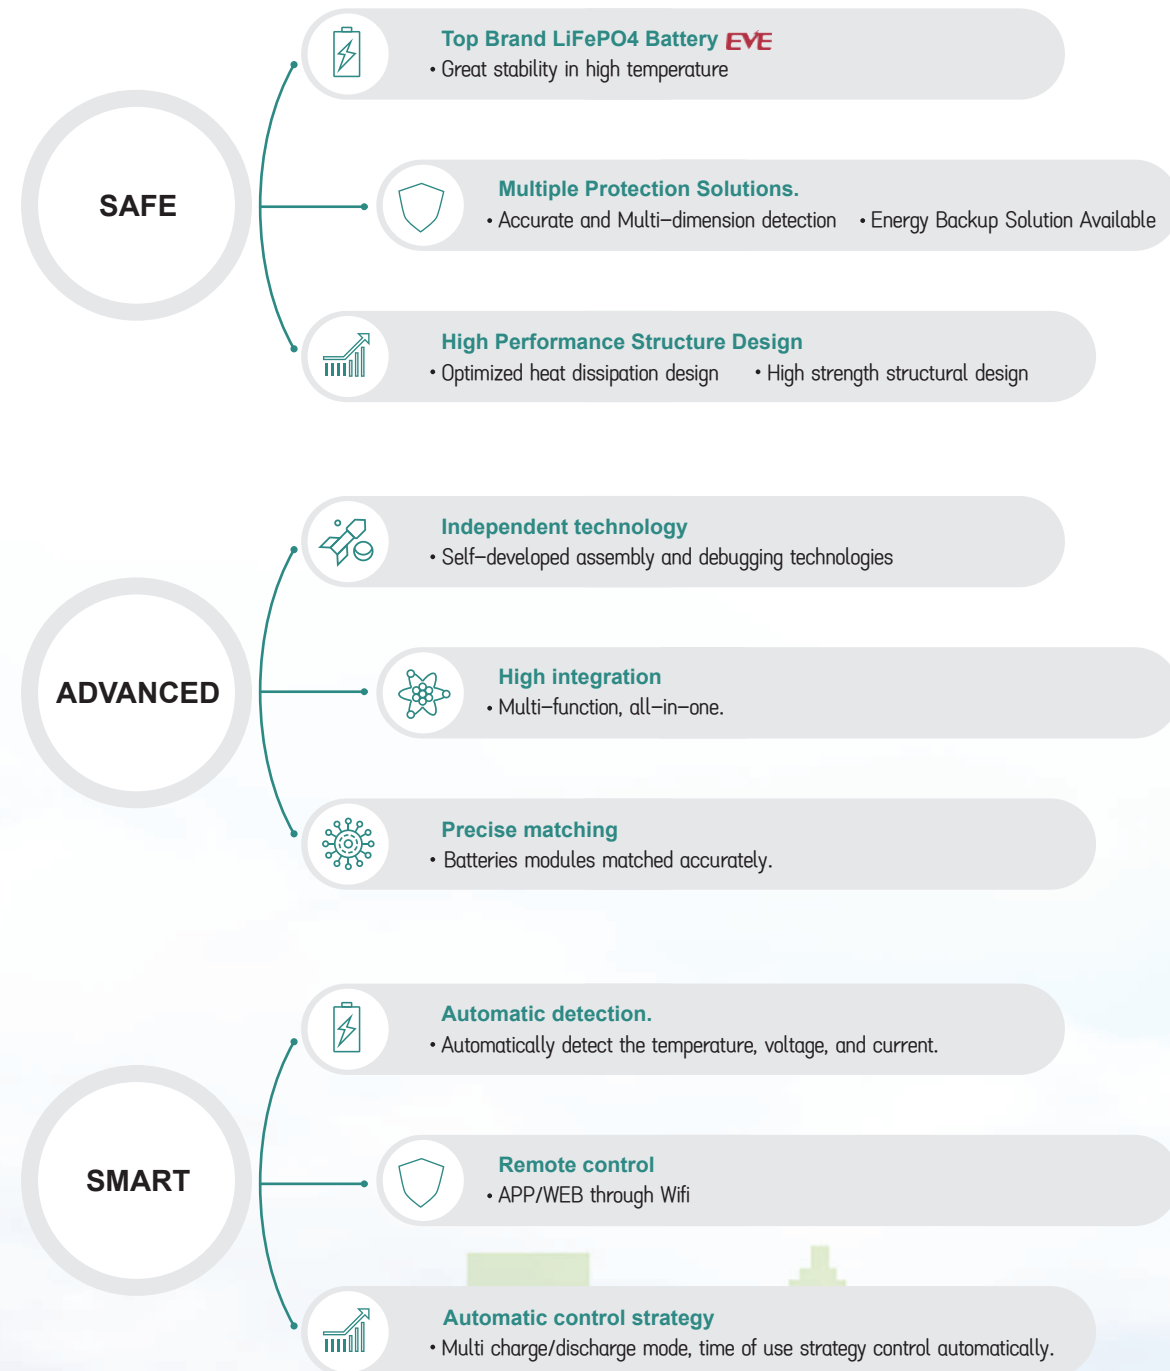 SAFE
Top Brand LiFePO4 Battery EVE
• Great stability in high temperature
Multiple Protection Solutions.
• Accurate and Multi-dimension detection • Energy Backup Solution Available
High Performance Structure Design
• Optimized heat dissipation design • High strength structural design
ADVANCED
Independent technology
• Self-developed assembly and debugging technologies
High integration
• Multi-function, all-in-one.
Precise matching
• Batteries modules matched accurately.
SMART
Automatic detection.
• Automatically detect the temperature, voltage, and current.
Remote control
• APP/WEB through Wifi
Automatic control strategy
• Multi charge/discharge mode, time of use strategy control automatically.